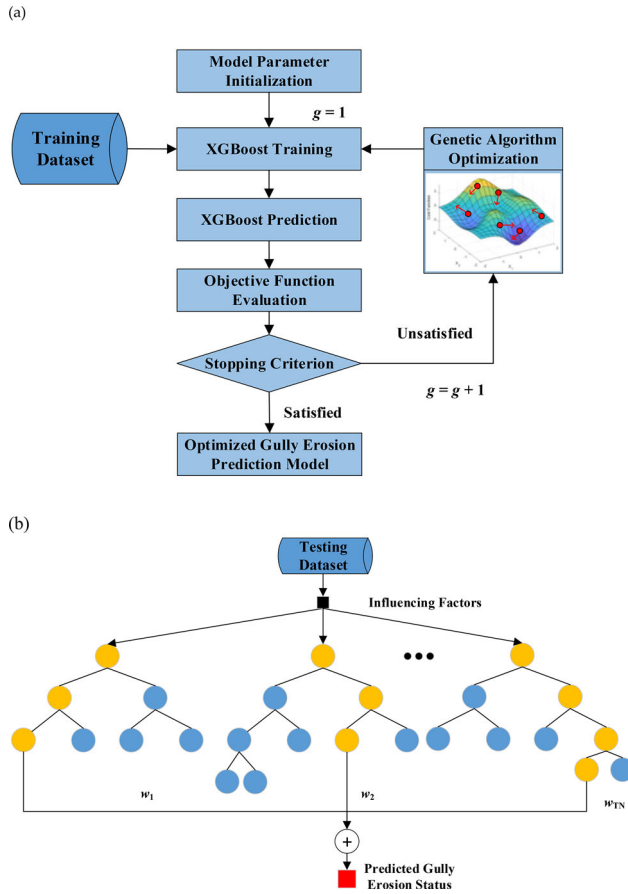 (a)
Model Parameter
Initialization
g = 1
Training
Dataset
XGBoost Training
Genetic Algorithm
Optimization
XGBoost Prediction
Objective Function
Evaluation
Unsatisfied
Stopping Criterion
g = g + 1
Satisfied
Optimized Gully Erosion
Prediction Model
(b)
Testing
Dataset
Influencing Factors
w1
w2
wTN
+
Predicted Gully
Erosion Status